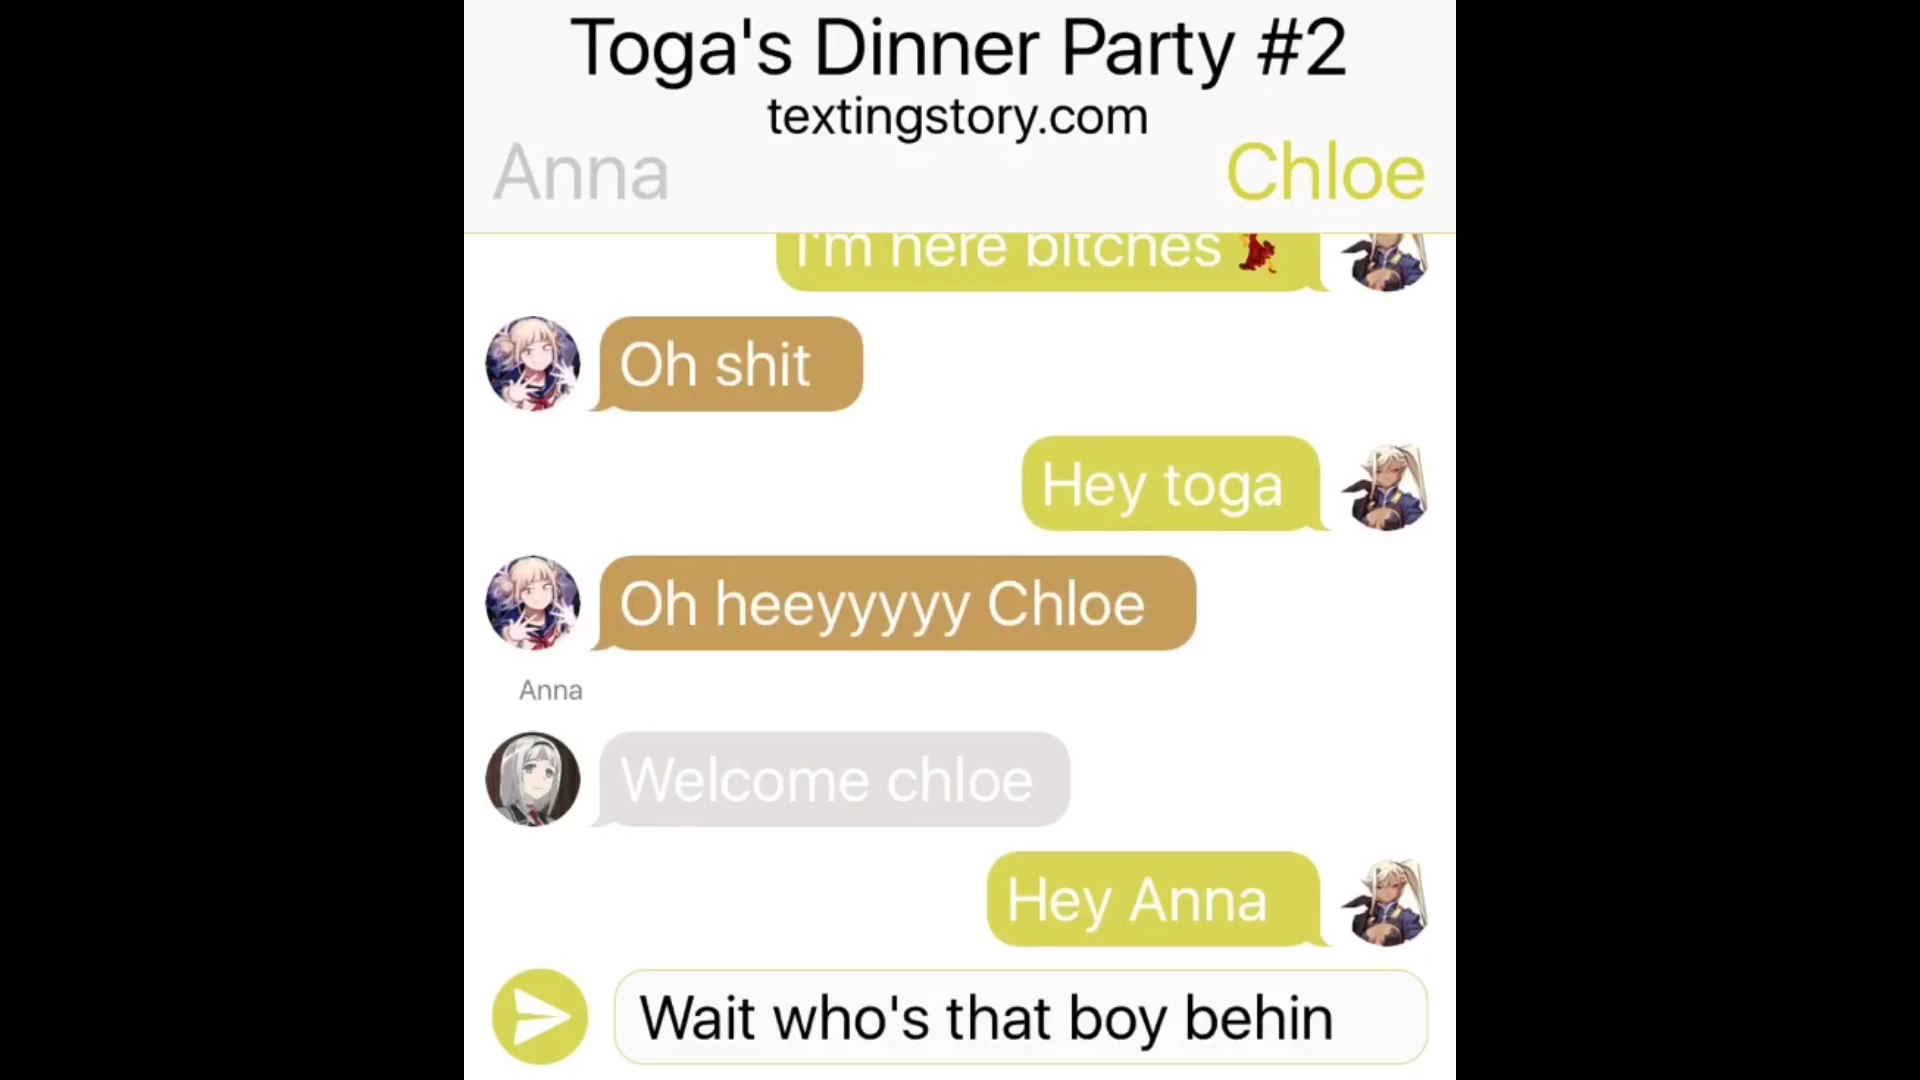 Toga's Dinner Party #2
textingstory.com
Anna
Chloe
I'm here bitches 💃
Oh shit
Hey toga
Oh heeyyyyy Chloe
Anna
Welcome chloe
Hey Anna
Wait who's that boy behin